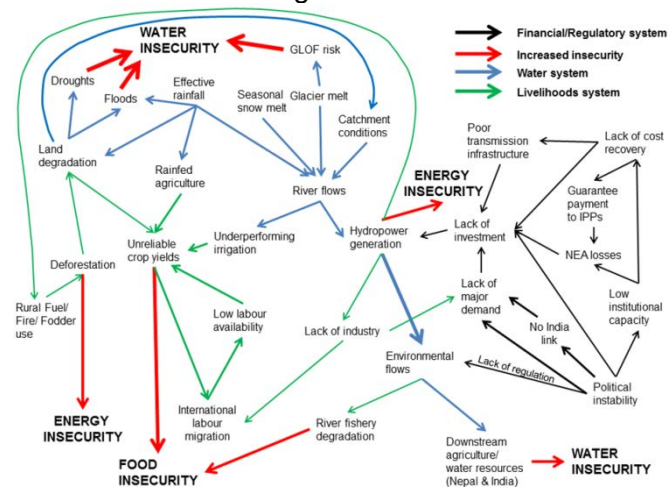 WATER
INSECURITY
Financial/Regulatory system
Increased insecurity
Water system
Livelihoods system
GLOF risk
Droughts
Floods
Effective
rainfall
Seasonal
snow melt
Glacier melt
Catchment
conditions
Poor
transmission
infrastructure
Lack of cost
recovery
Land
degradation
Rainfed
agriculture
River flows
ENERGY
INSECURITY
Guarantee
payment
to IPPs
Unreliable
crop yields
Underperforming
irrigation
Hydropower
generation
Lack of
investment
NEA losses
Deforestation
Rural Fuel/
Fire/ Fodder
use
Low labour
availability
Lack of industry
Lack of
major
demand
Low
institutional
capacity
No India
link
Environmental
flows
Lack of regulation
Political
instability
International
labour
migration
River fishery
degradation
ENERGY
INSECURITY
FOOD
INSECURITY
Downstream
agriculture/
water resources
(Nepal & India)
WATER
INSECURITY